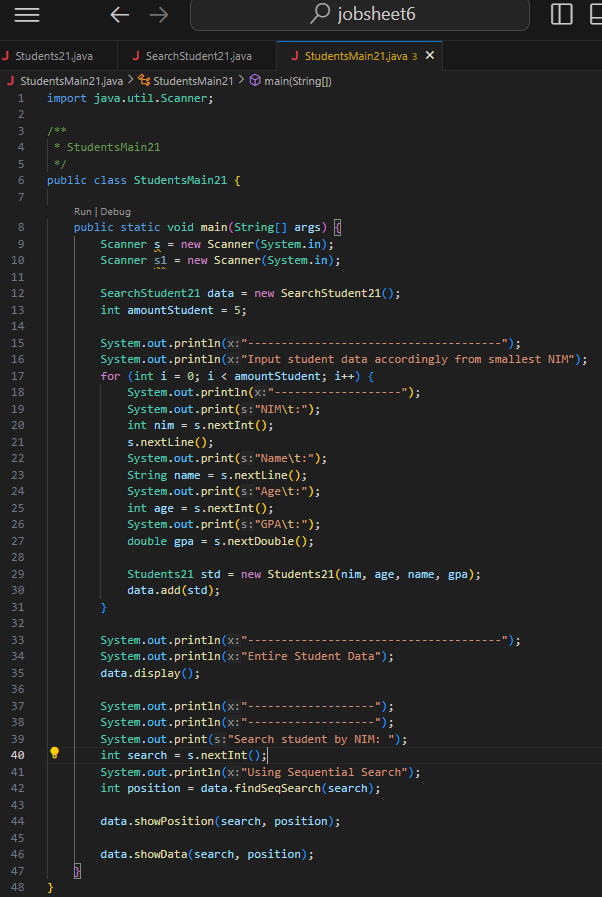 jobsheet6
J Students21.java J SearchStudent21.java J StudentsMain21.java 3 ×
J StudentsMain21.java > StudentsMain21 > main(String[])
1 import java.util.Scanner;
2
3 /**
4 * StudentsMain21
5 */
6 public class StudentsMain21 {
7
Run | Debug
8 public static void main(String[] args) {
9 Scanner s = new Scanner(System.in);
10 Scanner s1 = new Scanner(System.in);
11
12 SearchStudent21 data = new SearchStudent21();
13 int amountStudent = 5;
14
15 System.out.println(x:"--------------------------------------");
16 System.out.println(x:"Input student data accordingly from smallest NIM");
17 for (int i = 0; i < amountStudent; i++) {
18 System.out.println(x:"-------------------");
19 System.out.print(s:"NIM\t:");
20 int nim = s.nextInt();
21 s.nextLine();
22 System.out.print(s:"Name\t:");
23 String name = s.nextLine();
24 System.out.print(s:"Age\t:");
25 int age = s.nextInt();
26 System.out.print(s:"GPA\t:");
27 double gpa = s.nextDouble();
28
29 Students21 std = new Students21(nim, age, name, gpa);
30 data.add(std);
31 }
32
33 System.out.println(x:"--------------------------------------");
34 System.out.println(x:"Entire Student Data");
35 data.display();
36
37 System.out.println(x:"-------------------");
38 System.out.println(x:"-------------------");
39 System.out.print(s:"Search student by NIM: ");
40 int search = s.nextInt();
41 System.out.println(x:"Using Sequential Search");
42 int position = data.findSeqSearch(search);
43
44 data.showPosition(search, position);
45
46 data.showData(search, position);
47 }
48 }